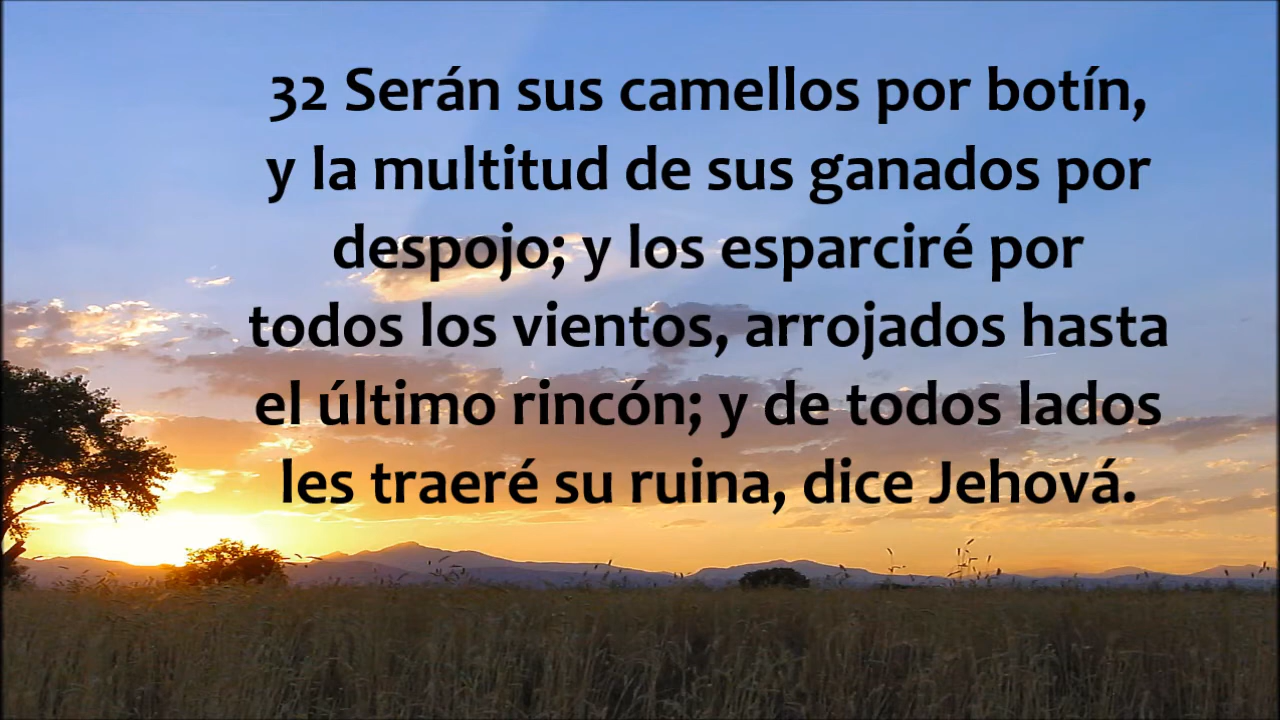 32 Serán sus camellos por botín,
y la multitud de sus ganados por
despojo; y los esparciré por
todos los vientos, arrojados hasta
el último rincón; y de todos lados
les traeré su ruina, dice Jehová.